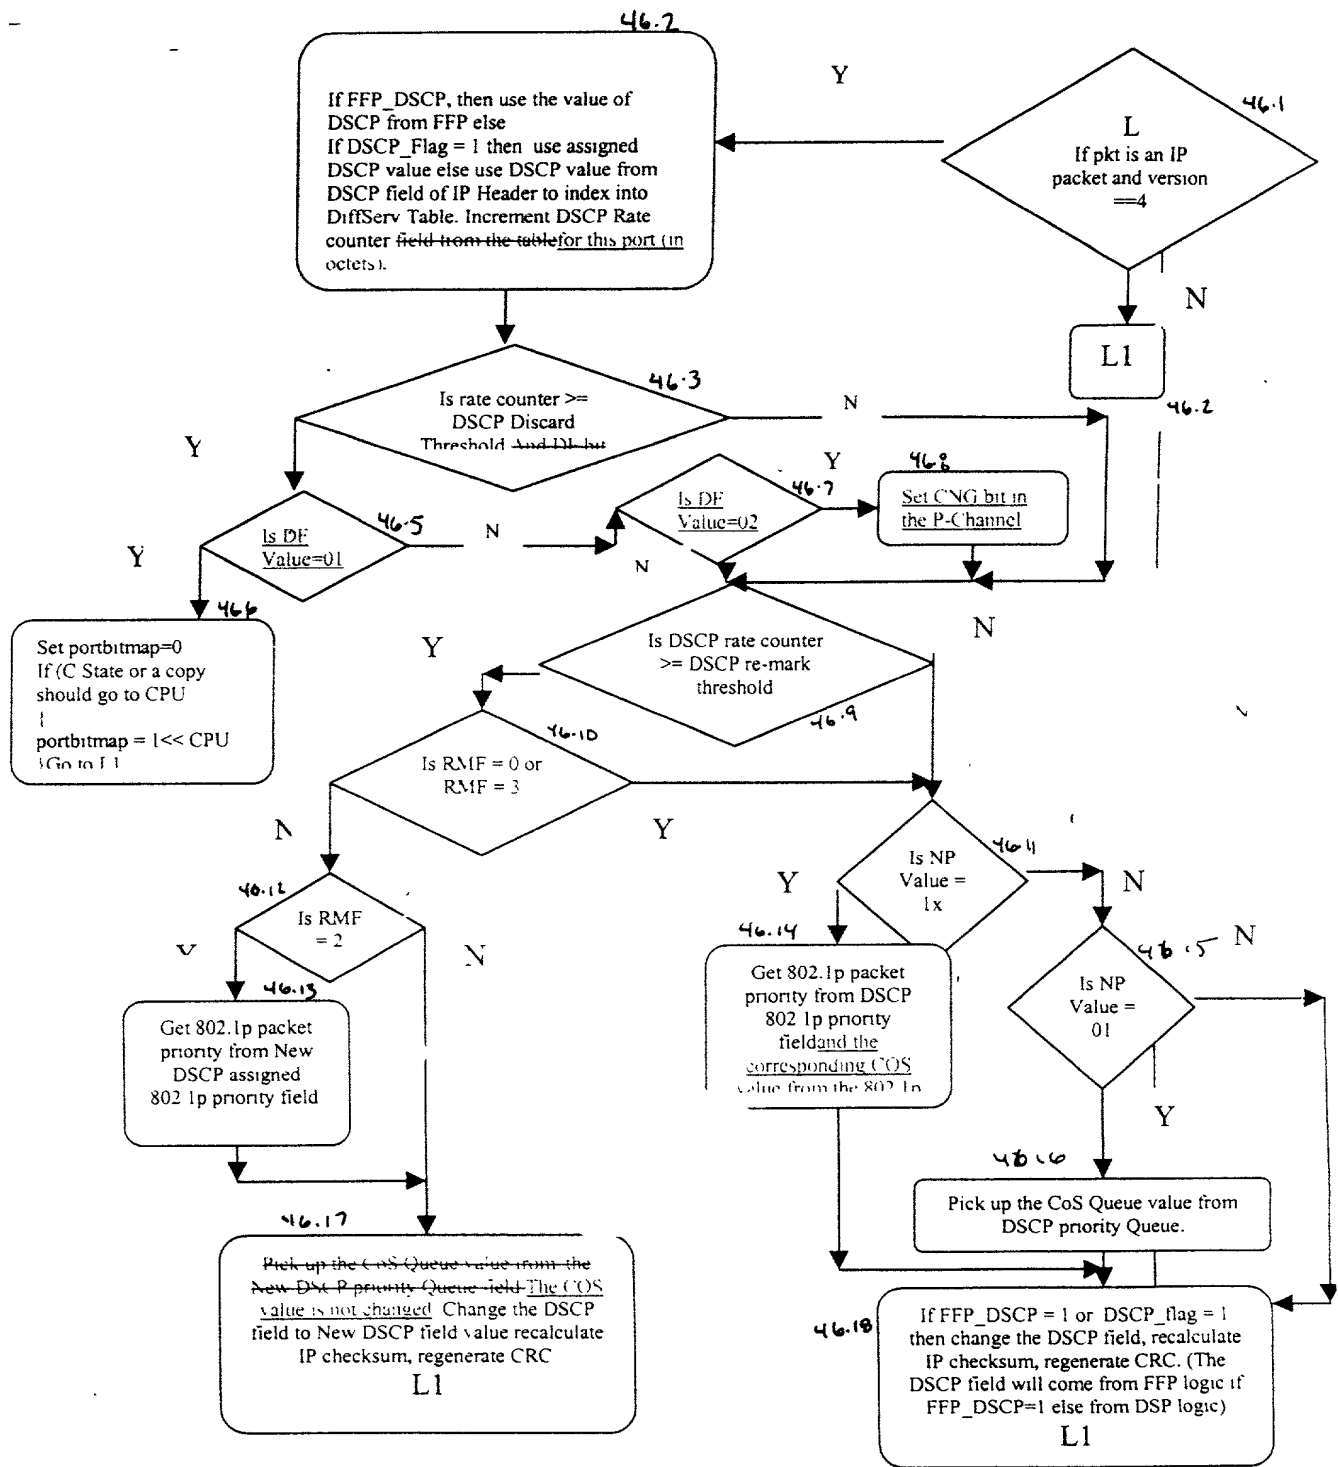 46.2
If FFP_DSCP, then use the value of
DSCP from FFP else
If DSCP_Flag = 1 then use assigned
DSCP value else use DSCP value from
DSCP field of IP Header to index into
DiffServ Table. Increment DSCP Rate
counter field from the tablefor this port (in
octets).
Y
46.1
L
If pkt is an IP
packet and version
==4
N
L1
46.2
46.3
Is rate counter >=
DSCP Discard
Threshold And DF bit
N
Y
46.5
Is DF
Value=01
N
Y
46.7
Is DF
Value=02
Y
N
46.8
Set CNG bit in
the P-Channel
N
46.6
Set portbitmap=0
If (C State or a copy
should go to CPU
{
portbitmap = 1<< CPU
}Go to L1
Is DSCP rate counter
>= DSCP re-mark
threshold
46.9
Y
46.10
Is RMF = 0 or
RMF = 3
N
Y
46.11
Is NP
Value =
1x
Y
N
46.12
Is RMF
= 2
Y
N
46.13
Get 802.1p packet
priority from New
DSCP assigned
802 1p priority field
46.14
Get 802.1p packet
priority from DSCP
802 1p priority
fieldand the
corresponding COS
value from the 802 1p
46.15
Is NP
Value =
01
N
Y
46.16
Pick up the CoS Queue value from
DSCP priority Queue.
46.17
Pick up the CoS Queue value from the
New DSCP priority Queue field The COS
value is not changed Change the DSCP
field to New DSCP field value recalculate
IP checksum, regenerate CRC
L1
46.18
If FFP_DSCP = 1 or DSCP_flag = 1
then change the DSCP field, recalculate
IP checksum, regenerate CRC. (The
DSCP field will come from FFP logic if
FFP_DSCP=1 else from DSP logic)
L1